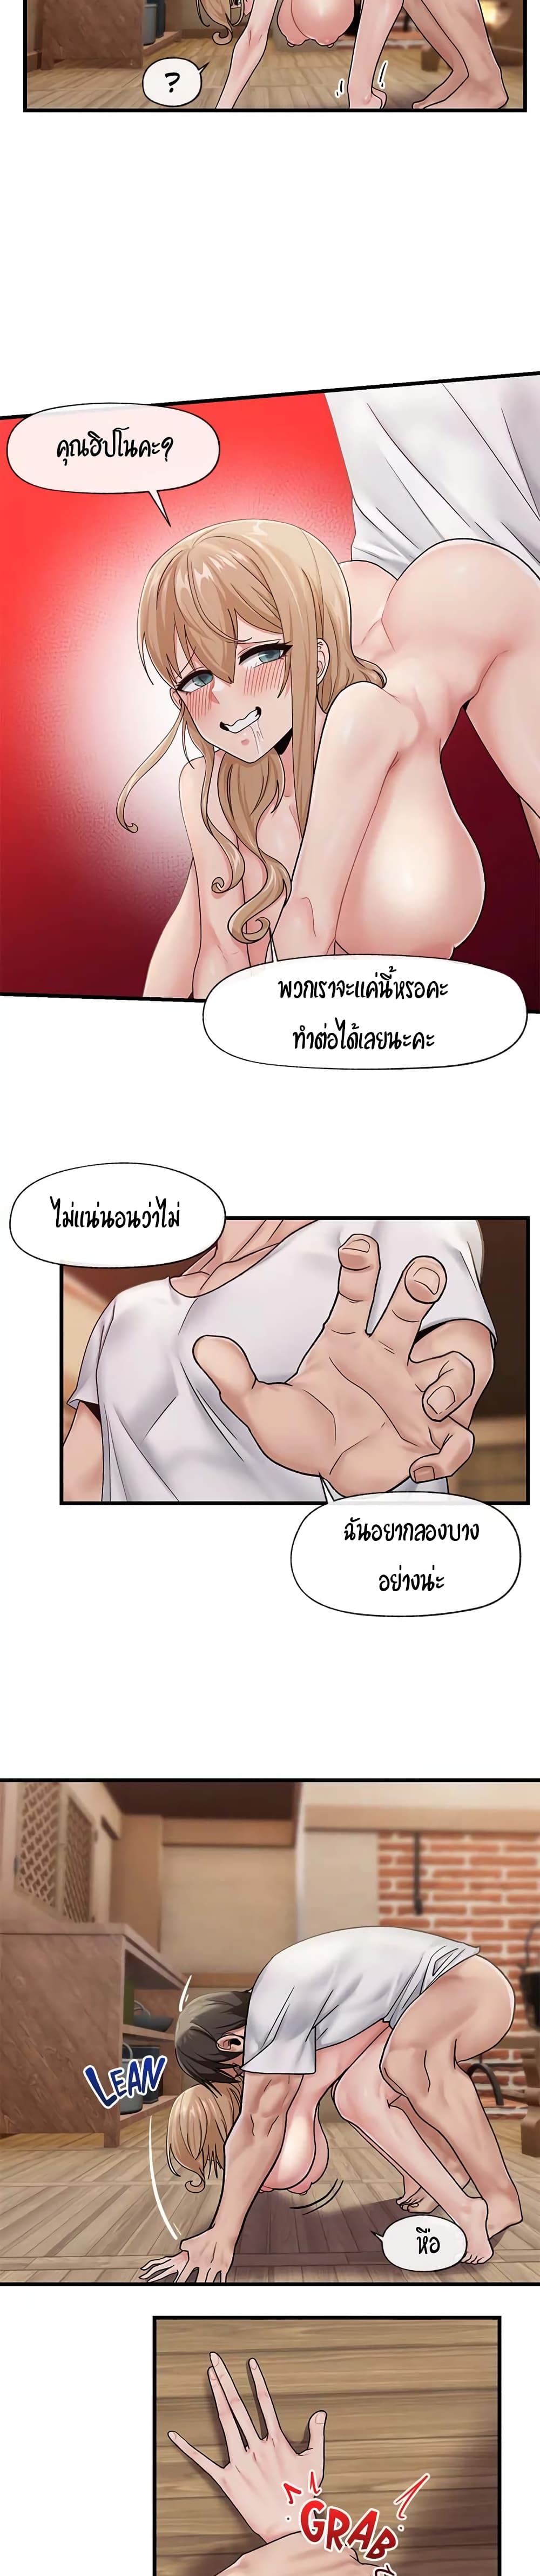 ?
คุณฮิปโนคะ?
พวกเราจะแค่นี้หรอคะ
ทำต่อได้เลยนะคะ
ไม่แน่นอนว่าไม่
ฉันอยากลองบาง
อย่างน่ะ
LEAN
หือ
GRAB